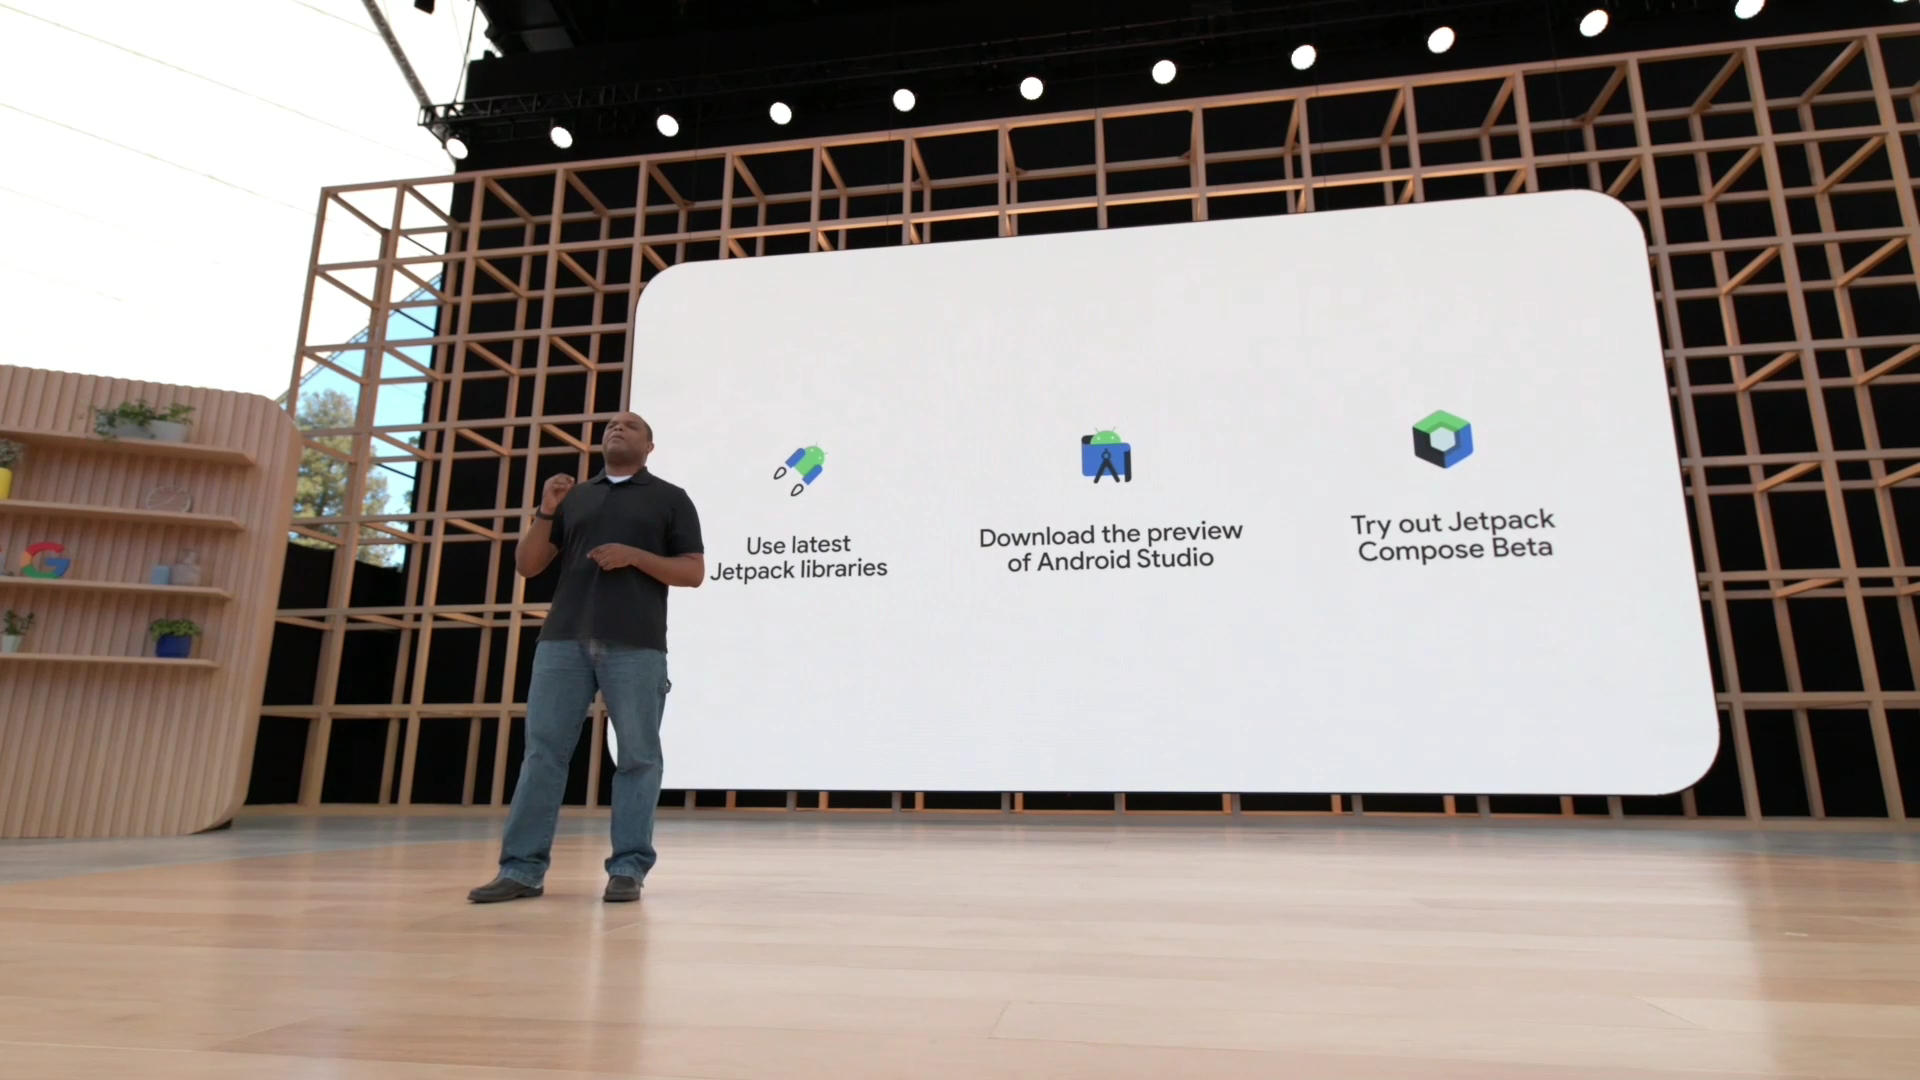 Use latest
Jetpack libraries
Download the preview
of Android Studio
Try out Jetpack
Compose Beta
G